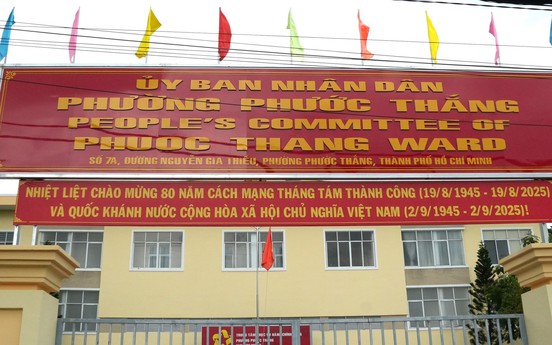 ỦY BAN NHÂN DÂN
PHƯỜNG PHƯỚC THẮNG
PEOPLE'S COMMITTEE OF
PHUOC THANG WARD
SỐ 7A, ĐƯỜNG NGUYỄN GIA THIỀU, PHƯỜNG PHƯỚC THẮNG, THÀNH PHỐ HỒ CHÍ MINH
NHIỆT LIỆT CHÀO MỪNG 80 NĂM CÁCH MẠNG THÁNG TÁM THÀNH CÔNG (19/8/1945 - 19/8/2025)
VÀ QUỐC KHÁNH NƯỚC CỘNG HÒA XÃ HỘI CHỦ NGHĨA VIỆT NAM (2/9/1945 - 2/9/2025)!